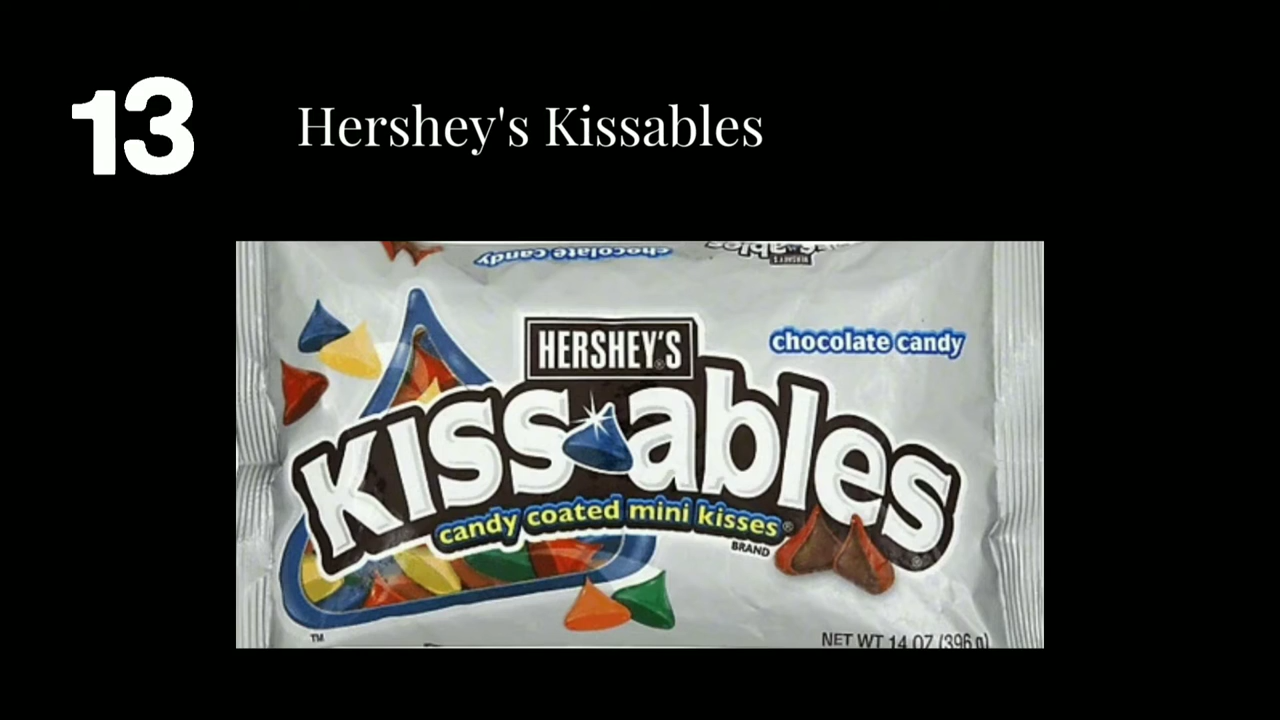 13
Hershey's Kissables
chocolate candy
HERSHEY'S
chocolate candy
KISSables
candy coated mini kisses®
BRAND
TM
NET WT 14 OZ (396 g)